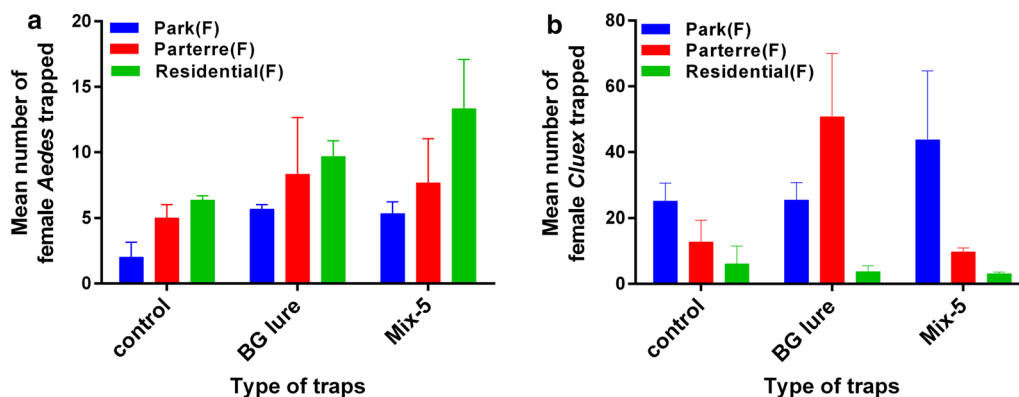 a
20
15
10
5
0
Park(F)
Parterre(F)
Residential(F)
Mean number of
female Aedes trapped
control
BG lure
Mix-5
Type of traps
b
80
60
40
20
0
Park(F)
Parterre(F)
Residential(F)
Mean number of
female Cluex trapped
control
BG lure
Mix-5
Type of traps